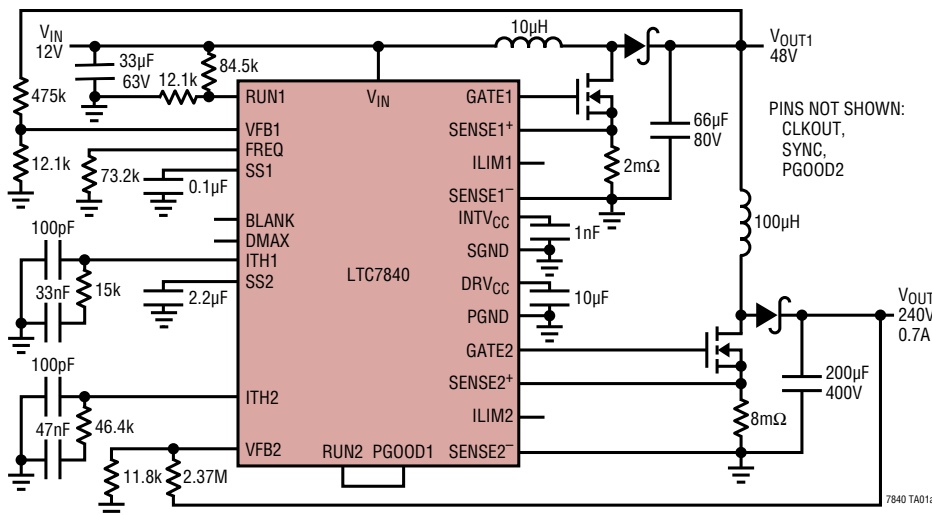 10µH
VIN
12V
VOUT1
48V
33µF
63V
84.5k
12.1k
475k
RUN1
VIN
GATE1
PINS NOT SHOWN:
CLKOUT,
SYNC,
PGOOD2
VFB1
SENSE1+
66µF
80V
FREQ
12.1k
73.2k
SS1
0.1µF
ILIM1
2mΩ
SENSE1–
BLANK
INTVCC
1nF
100µH
DMAX
100pF
ITH1
SGND
LTC7840
33nF
15k
SS2
2.2µF
DRVCC
10µF
PGND
VOUT
240V
0.7A
GATE2
100pF
SENSE2+
200µF
400V
ITH2
47nF
46.4k
ILIM2
8mΩ
VFB2
RUN2 PGOOD1
SENSE2–
11.8k
2.37M
7840 TA01a